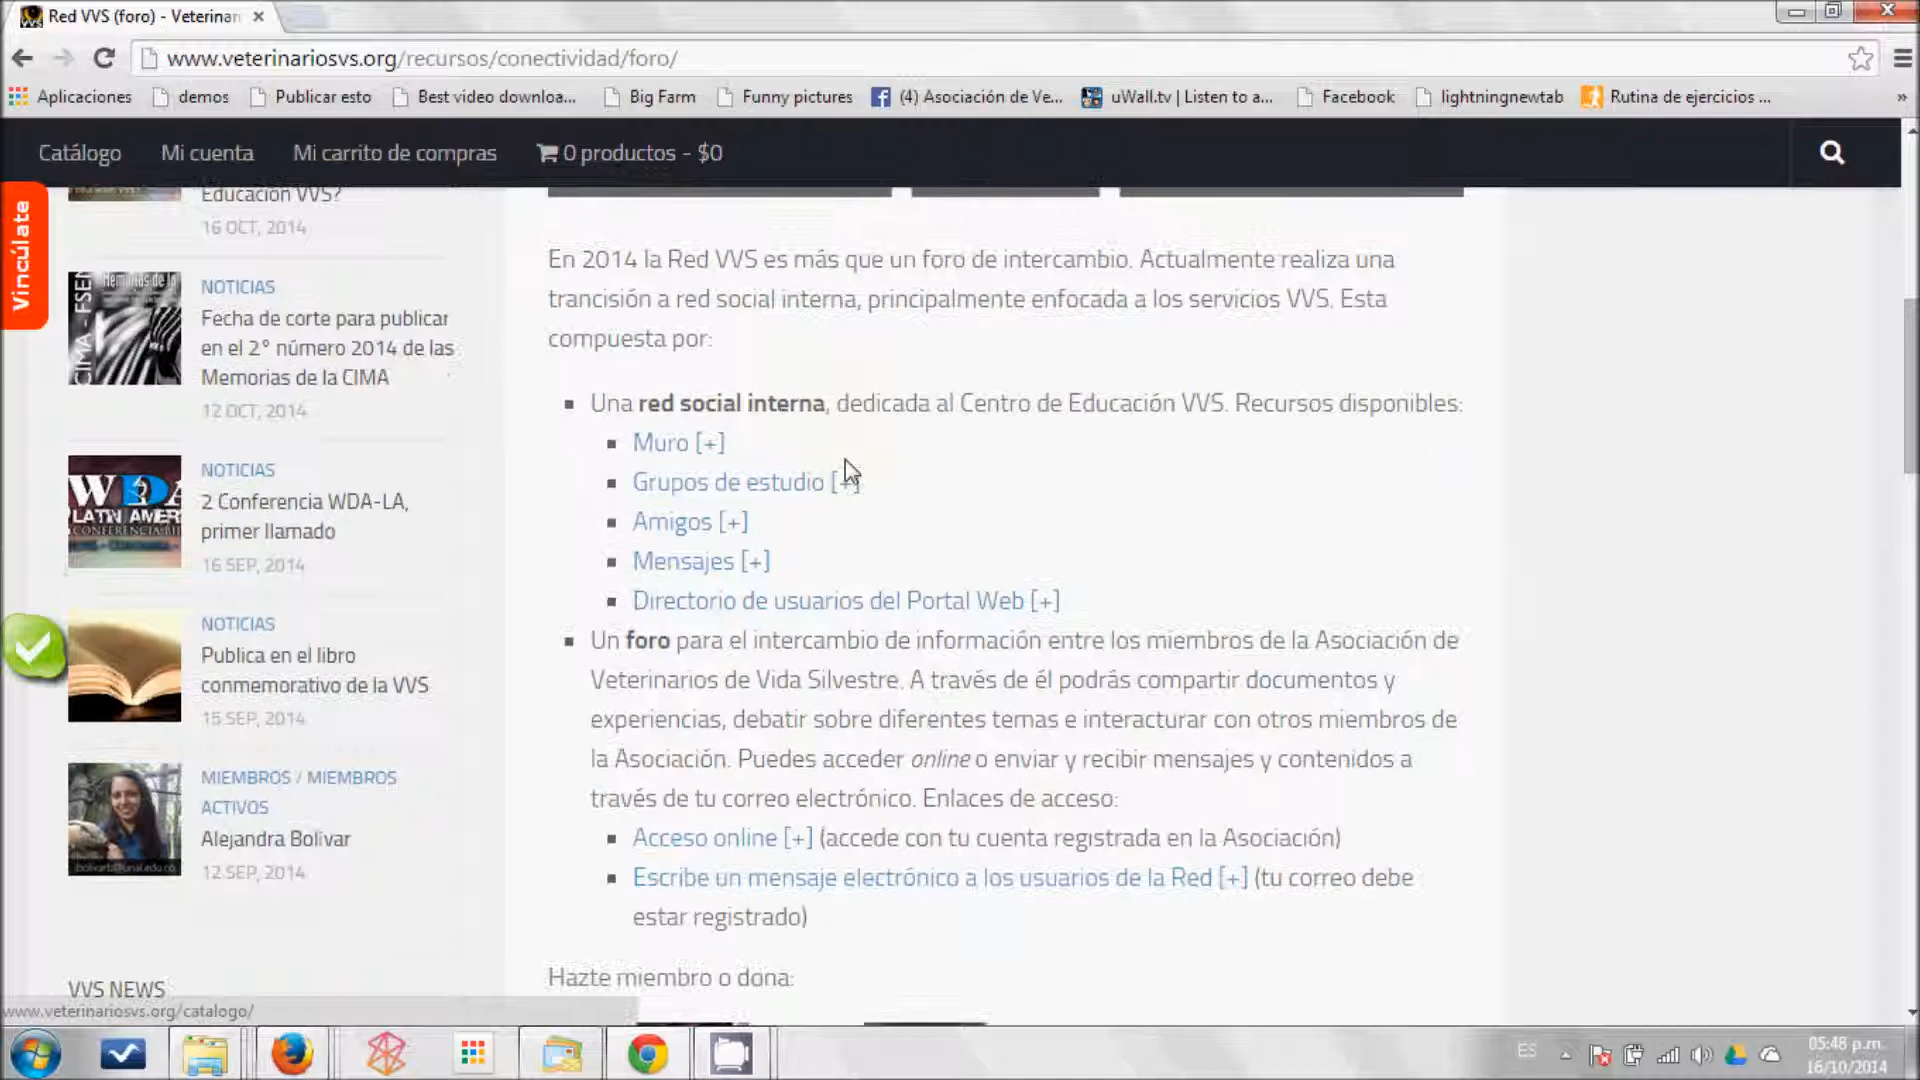 Red VVS (foro) - Veterinar
www.veterinariosvs.org/recursos/conectividad/foro/
Aplicaciones demos Publicar esto Best video downloa... Big Farm Funny pictures (4) Asociación de Ve... uWall.tv | Listen to a... Facebook lightningnewtab Rutina de ejercicios ... »
Catálogo Mi cuenta Mi carrito de compras 0 productos - $0
Vincúlate
Educación VVS?
16 OCT, 2014
NOTICIAS
Fecha de corte para publicar
en el 2° número 2014 de las
Memorias de la CIMA
12 OCT, 2014
NOTICIAS
2 Conferencia WDA-LA,
primer llamado
16 SEP, 2014
NOTICIAS
Publica en el libro
conmemorativo de la VVS
15 SEP, 2014
MIEMBROS / MIEMBROS
ACTIVOS
Alejandra Bolivar
12 SEP, 2014
VVS NEWS
www.veterinariosvs.org/catalogo/
En 2014 la Red VVS es más que un foro de intercambio. Actualmente realiza una
trancisión a red social interna, principalmente enfocada a los servicios VVS. Esta
compuesta por:
Una red social interna, dedicada al Centro de Educación VVS. Recursos disponibles:
Muro [+]
Grupos de estudio [+]
Amigos [+]
Mensajes [+]
Directorio de usuarios del Portal Web [+]
Un foro para el intercambio de información entre los miembros de la Asociación de
Veterinarios de Vida Silvestre. A través de él podrás compartir documentos y
experiencias, debatir sobre diferentes temas e interacturar con otros miembros de
la Asociación. Puedes acceder online o enviar y recibir mensajes y contenidos a
través de tu correo electrónico. Enlaces de acceso:
Acceso online [+] (accede con tu cuenta registrada en la Asociación)
Escribe un mensaje electrónico a los usuarios de la Red [+] (tu correo debe
estar registrado)
Hazte miembro o dona:
CIMA - FSEN
WDA
LATIN AMER
ES
05:48 p.m.
16/10/2014